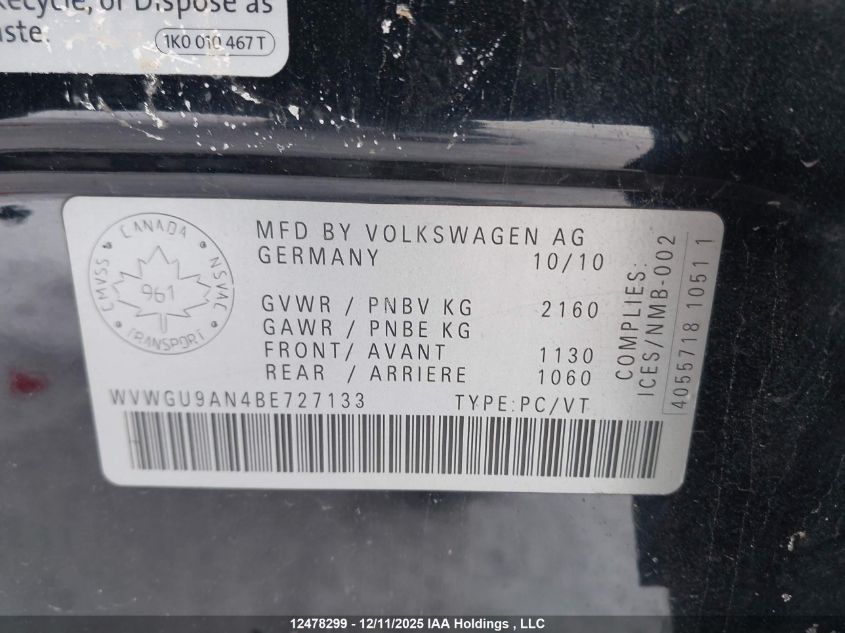 Recycle, or Dispose as
aste.
1K0 010 467 T
CANADA
CMVSS
NSVAC
961
TRANSPORT
MFD BY VOLKSWAGEN AG
GERMANY 10/10
GVWR / PNBV KG 2160
GAWR / PNBE KG
FRONT/ AVANT 1130
REAR / ARRIERE 1060
WVWGU9AN4BE727133 TYPE:PC/VT
COMPLIES:
ICES/NMB-002
4055718 1051 1
12478299 - 12/11/2025 IAA Holdings , LLC